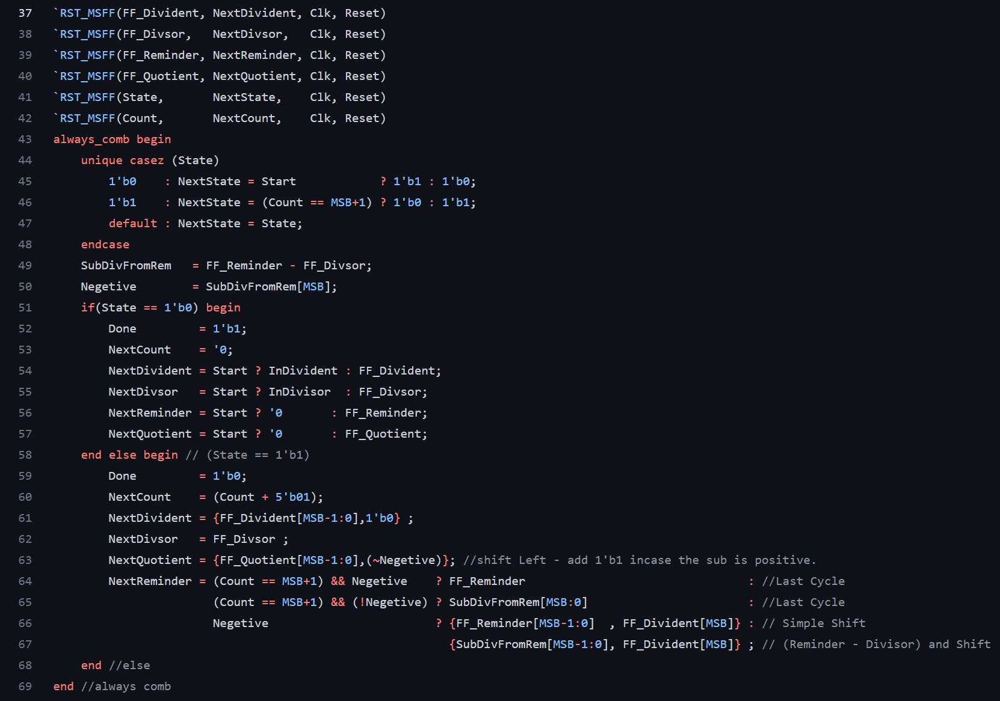 37 `RST_MSFF(FF_Divident, NextDivident, Clk, Reset)
38 `RST_MSFF(FF_Divsor,   NextDivsor,   Clk, Reset)
39 `RST_MSFF(FF_Reminder, NextReminder, Clk, Reset)
40 `RST_MSFF(FF_Quotient, NextQuotient, Clk, Reset)
41 `RST_MSFF(State,       NextState,    Clk, Reset)
42 `RST_MSFF(Count,       NextCount,    Clk, Reset)
43 always_comb begin
44     unique casez (State)
45         1'b0    : NextState = Start            ? 1'b1 : 1'b0;
46         1'b1    : NextState = (Count == MSB+1) ? 1'b0 : 1'b1;
47         default : NextState = State;
48     endcase
49     SubDivFromRem   = FF_Reminder - FF_Divsor;
50     Negetive        = SubDivFromRem[MSB];
51     if(State == 1'b0) begin
52         Done         = 1'b1;
53         NextCount    = '0;
54         NextDivident = Start ? InDivident : FF_Divident;
55         NextDivsor   = Start ? InDivisor  : FF_Divsor;
56         NextReminder = Start ? '0       : FF_Reminder;
57         NextQuotient = Start ? '0       : FF_Quotient;
58     end else begin // (State == 1'b1)
59         Done         = 1'b0;
60         NextCount    = (Count + 5'b01);
61         NextDivident = {FF_Divident[MSB-1:0],1'b0} ;
62         NextDivsor   = FF_Divsor ;
63         NextQuotient = {FF_Quotient[MSB-1:0],(~Negetive)}; //shift Left - add 1'b1 incase the sub is positive.
64         NextReminder = (Count == MSB+1) && Negetive    ? FF_Reminder                                : //Last Cycle
65                        (Count == MSB+1) && (!Negetive) ? SubDivFromRem[MSB:0]                       : //Last Cycle
66                        Negetive                        ? {FF_Reminder[MSB-1:0]  , FF_Divident[MSB]} : // Simple Shift
67                                                          {SubDivFromRem[MSB-1:0], FF_Divident[MSB]} ; // (Reminder - Divisor) and Shift
68     end //else
69 end //always comb